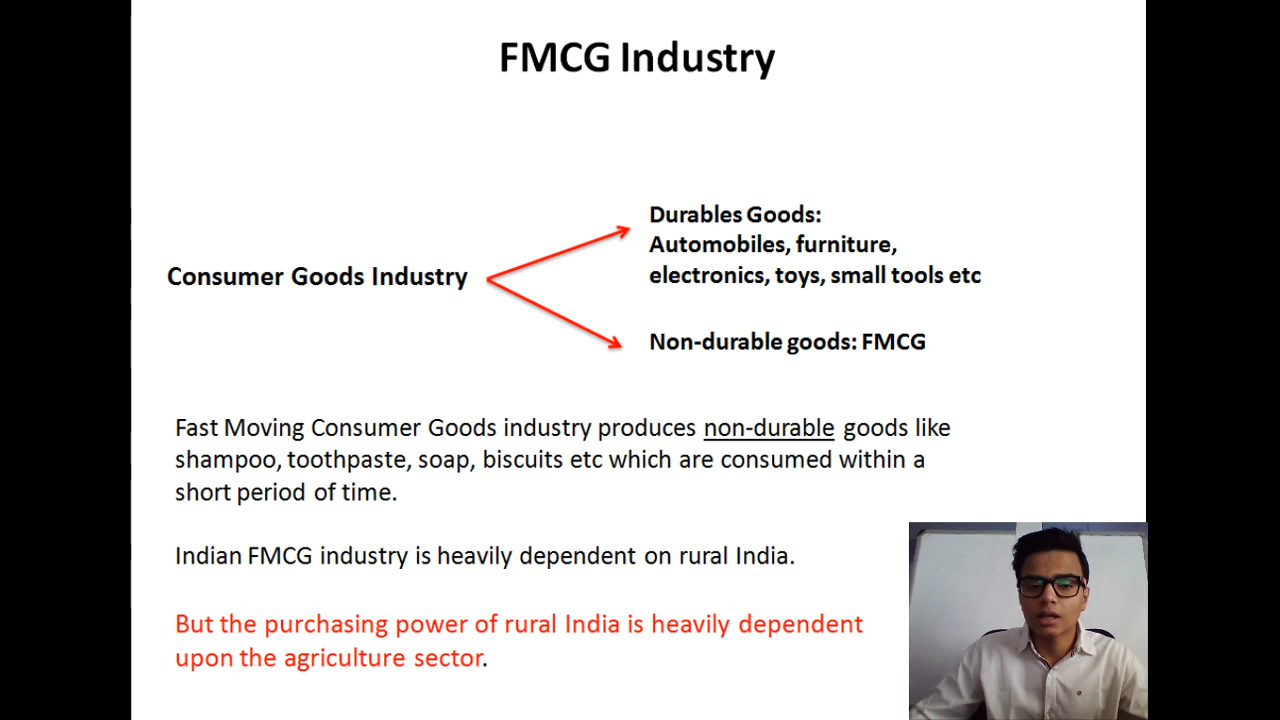 FMCG Industry
Durables Goods:
Automobiles, furniture,
electronics, toys, small tools etc
Consumer Goods Industry
Non-durable goods: FMCG
Fast Moving Consumer Goods industry produces non-durable goods like
shampoo, toothpaste, soap, biscuits etc which are consumed within a
short period of time.
Indian FMCG industry is heavily dependent on rural India.
But the purchasing power of rural India is heavily dependent
upon the agriculture sector.